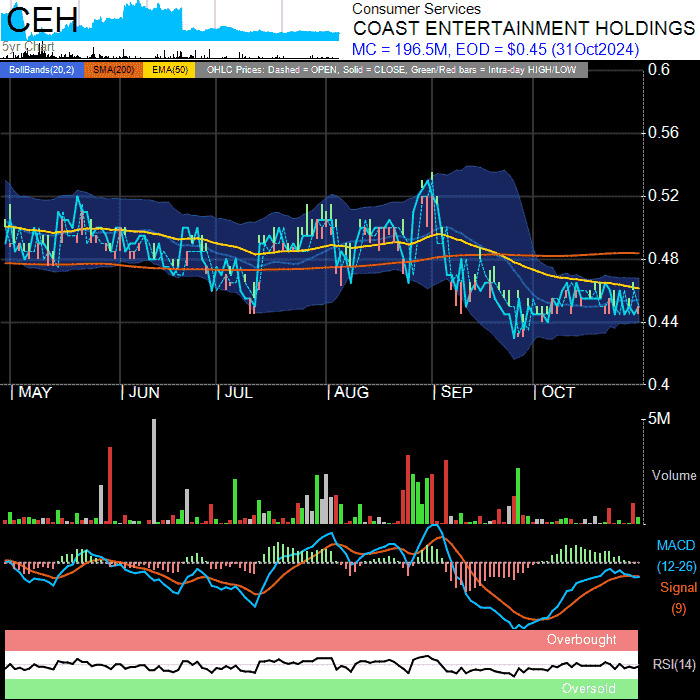 CEH
5yr Chart
Consumer Services
COAST ENTERTAINMENT HOLDINGS
MC = 196.5M, EOD = $0.45 (31Oct2024)
BollBands(20,2) SMA(200) EMA(50) OHLC Prices: Dashed = OPEN, Solid = CLOSE, Green/Red bars = Intra-day HIGH/LOW
0.6
0.56
0.52
0.48
0.44
0.4
MAY JUN JUL AUG SEP OCT
5M
Volume
MACD
(12-26)
Signal
(9)
Overbought
RSI(14)
Oversold